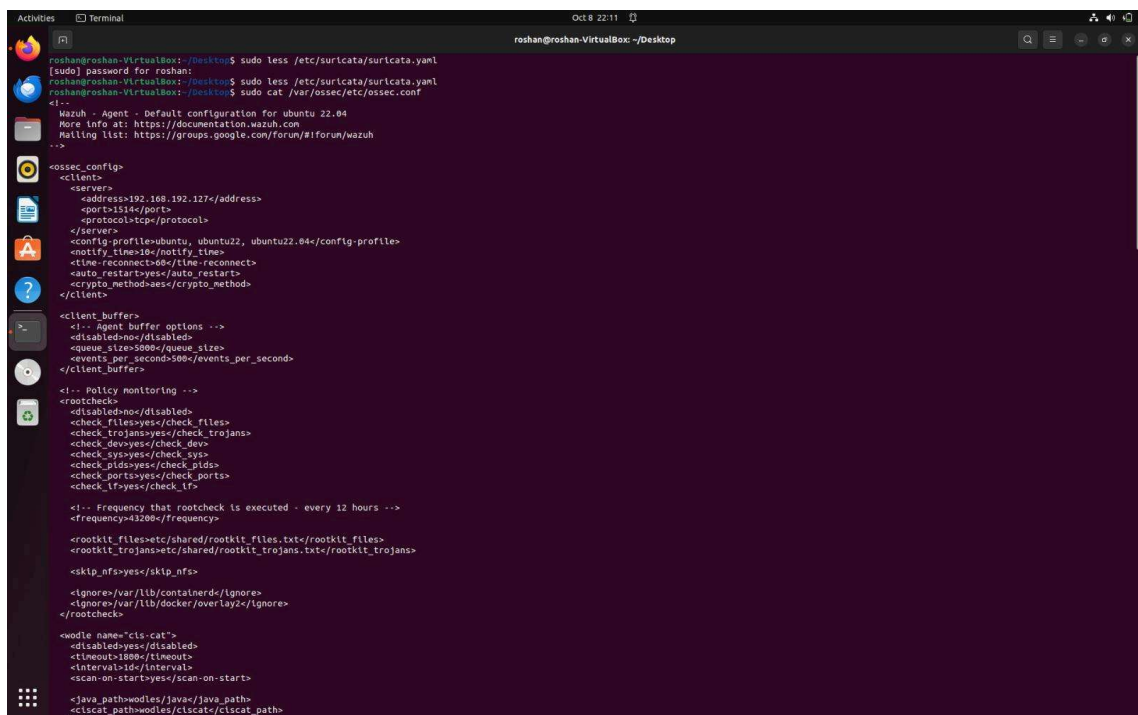 Activities
Terminal
Oct 8 22:11
roshan@roshan-VirtualBox: ~/Desktop
roshan@roshan-VirtualBox:~/Desktop$ sudo less /etc/suricata/suricata.yaml
[sudo] password for roshan:
roshan@roshan-VirtualBox:~/Desktop$ sudo less /etc/suricata/suricata.yaml
roshan@roshan-VirtualBox:~/Desktop$ sudo cat /var/ossec/etc/ossec.conf
<!--
  Wazuh - Agent - Default configuration for ubuntu 22.04
  More info at: https://documentation.wazuh.com
  Mailing list: https://groups.google.com/forum/#!forum/wazuh
-->
<ossec_config>
  <client>
    <server>
      <address>192.168.192.127</address>
      <port>1514</port>
      <protocol>tcp</protocol>
    </server>
    <config-profile>ubuntu, ubuntu22, ubuntu22.04</config-profile>
    <notify_time>10</notify_time>
    <time-reconnect>60</time-reconnect>
    <auto_restart>yes</auto_restart>
    <crypto_method>aes</crypto_method>
  </client>
  <client_buffer>
    <!-- Agent buffer options -->
    <disabled>no</disabled>
    <queue_size>5000</queue_size>
    <events_per_second>500</events_per_second>
  </client_buffer>
  <!-- Policy monitoring -->
  <rootcheck>
    <disabled>no</disabled>
    <check_files>yes</check_files>
    <check_trojans>yes</check_trojans>
    <check_dev>yes</check_dev>
    <check_sys>yes</check_sys>
    <check_pids>yes</check_pids>
    <check_ports>yes</check_ports>
    <check_if>yes</check_if>
    <!-- Frequency that rootcheck is executed - every 12 hours -->
    <frequency>43200</frequency>
    <rootkit_files>etc/shared/rootkit_files.txt</rootkit_files>
    <rootkit_trojans>etc/shared/rootkit_trojans.txt</rootkit_trojans>
    <skip_nfs>yes</skip_nfs>
    <ignore>/var/lib/containerd</ignore>
    <ignore>/var/lib/docker/overlay2</ignore>
  </rootcheck>
  <wodle name="cis-cat">
    <disabled>yes</disabled>
    <timeout>1800</timeout>
    <interval>1d</interval>
    <scan-on-start>yes</scan-on-start>
    <java_path>wodles/java</java_path>
    <ciscat_path>wodles/ciscat</ciscat_path>